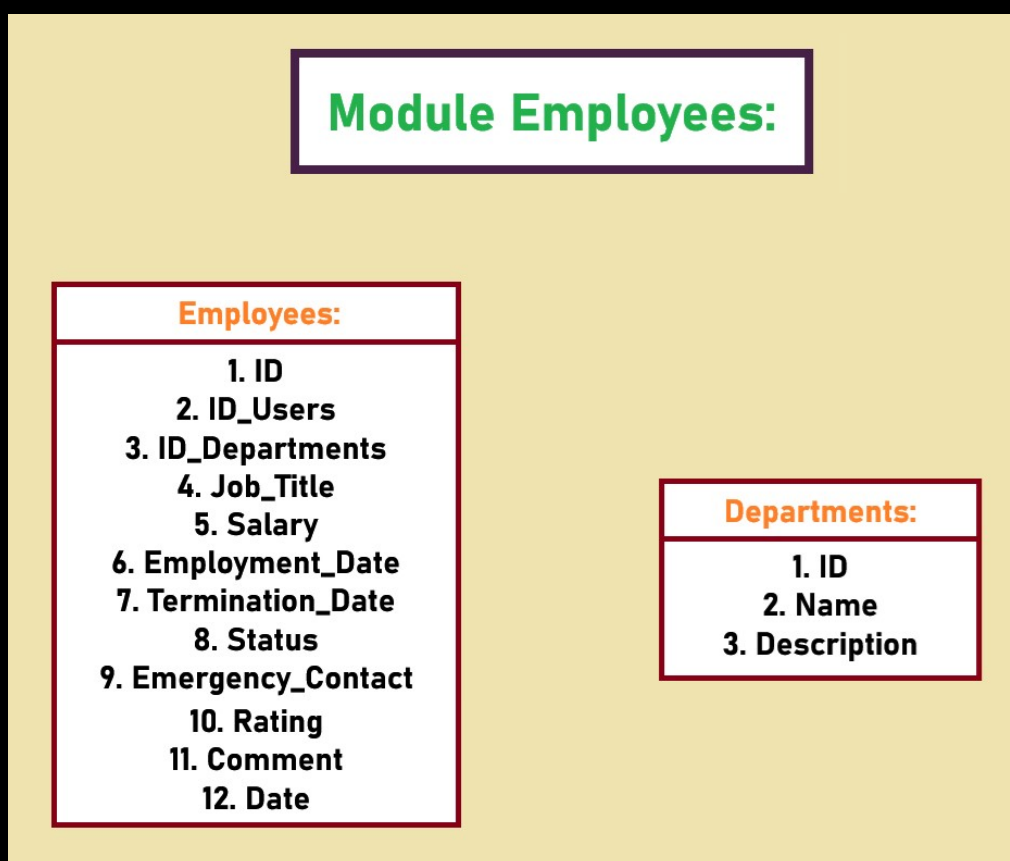 Module Employees:
Employees:
1. ID
2. ID_Users
3. ID_Departments
4. Job_Title
5. Salary
6. Employment_Date
7. Termination_Date
8. Status
9. Emergency_Contact
10. Rating
11. Comment
12. Date
Departments:
1. ID
2. Name
3. Description